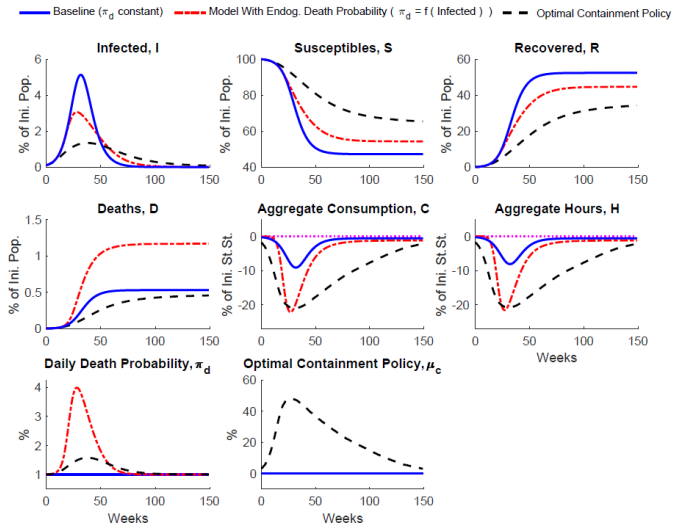 Baseline (πd constant) Model With Endog. Death Probability ( πd = f ( Infected ) ) Optimal Containment Policy
Infected, I
% of Ini. Pop.
6
4
2
0
0 50 100 150
Susceptibles, S
% of Ini. Pop.
100
80
60
40
0 50 100 150
Recovered, R
% of Ini. Pop.
60
40
20
0
0 50 100 150
Deaths, D
% of Ini. Pop.
1.5
1
0.5
0
0 50 100 150
Aggregate Consumption, C
% of Ini. St.St.
0
-10
-20
0 50 100 150
Aggregate Hours, H
% of Ini. St.St.
0
-10
-20
0 50 100 150
Weeks
Daily Death Probability, πd
%
4
3
2
1
0 50 100 150
Weeks
Optimal Containment Policy, μc
%
60
40
20
0
0 50 100 150
Weeks